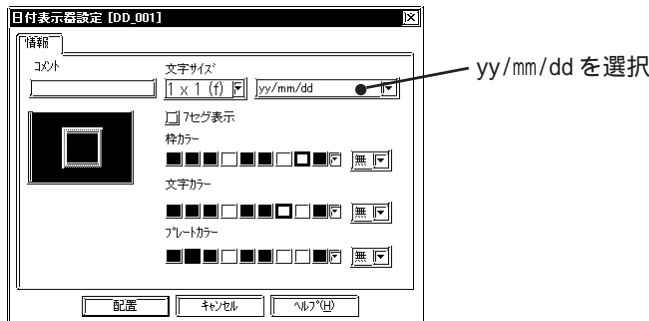 日付表示器設定 [DD_001]
情報
コメント 文字サイズ
1 x 1 (f) yy/mm/dd
yy/mm/ddを選択
7セグ表示
枠カラー
無
文字カラー
無
プレートカラー
無
配置 キャンセル ヘルプ(H)